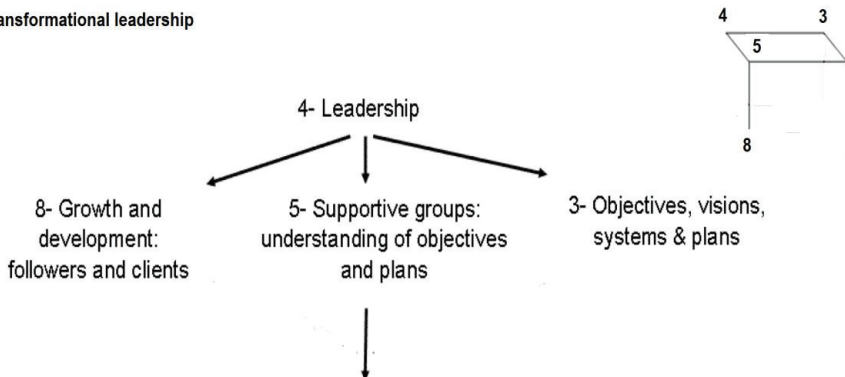 ansformational leadership
4 3
5
8
4- Leadership
8- Growth and
development:
followers and clients
5- Supportive groups:
understanding of objectives
and plans
3- Objectives, visions,
systems & plans